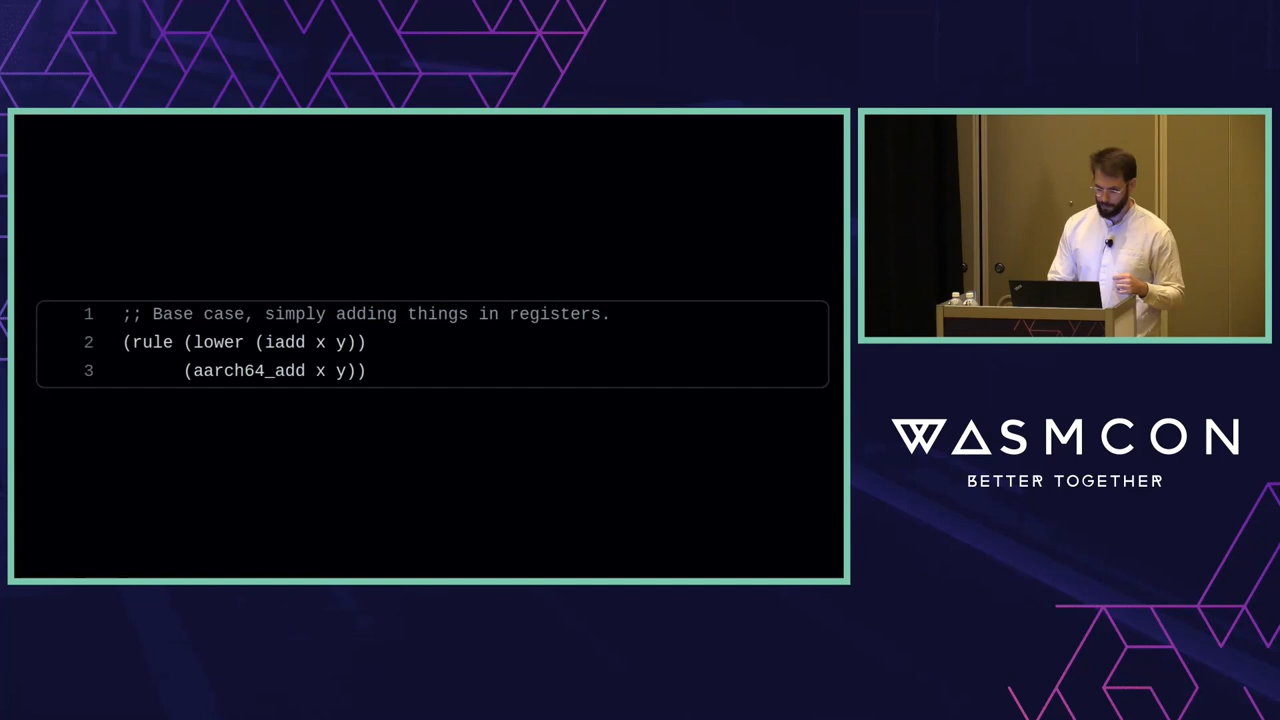 1 ;; Base case, simply adding things in registers.
2 (rule (lower (iadd x y))
3 (aarch64_add x y))
WASMCON
BETTER TOGETHER